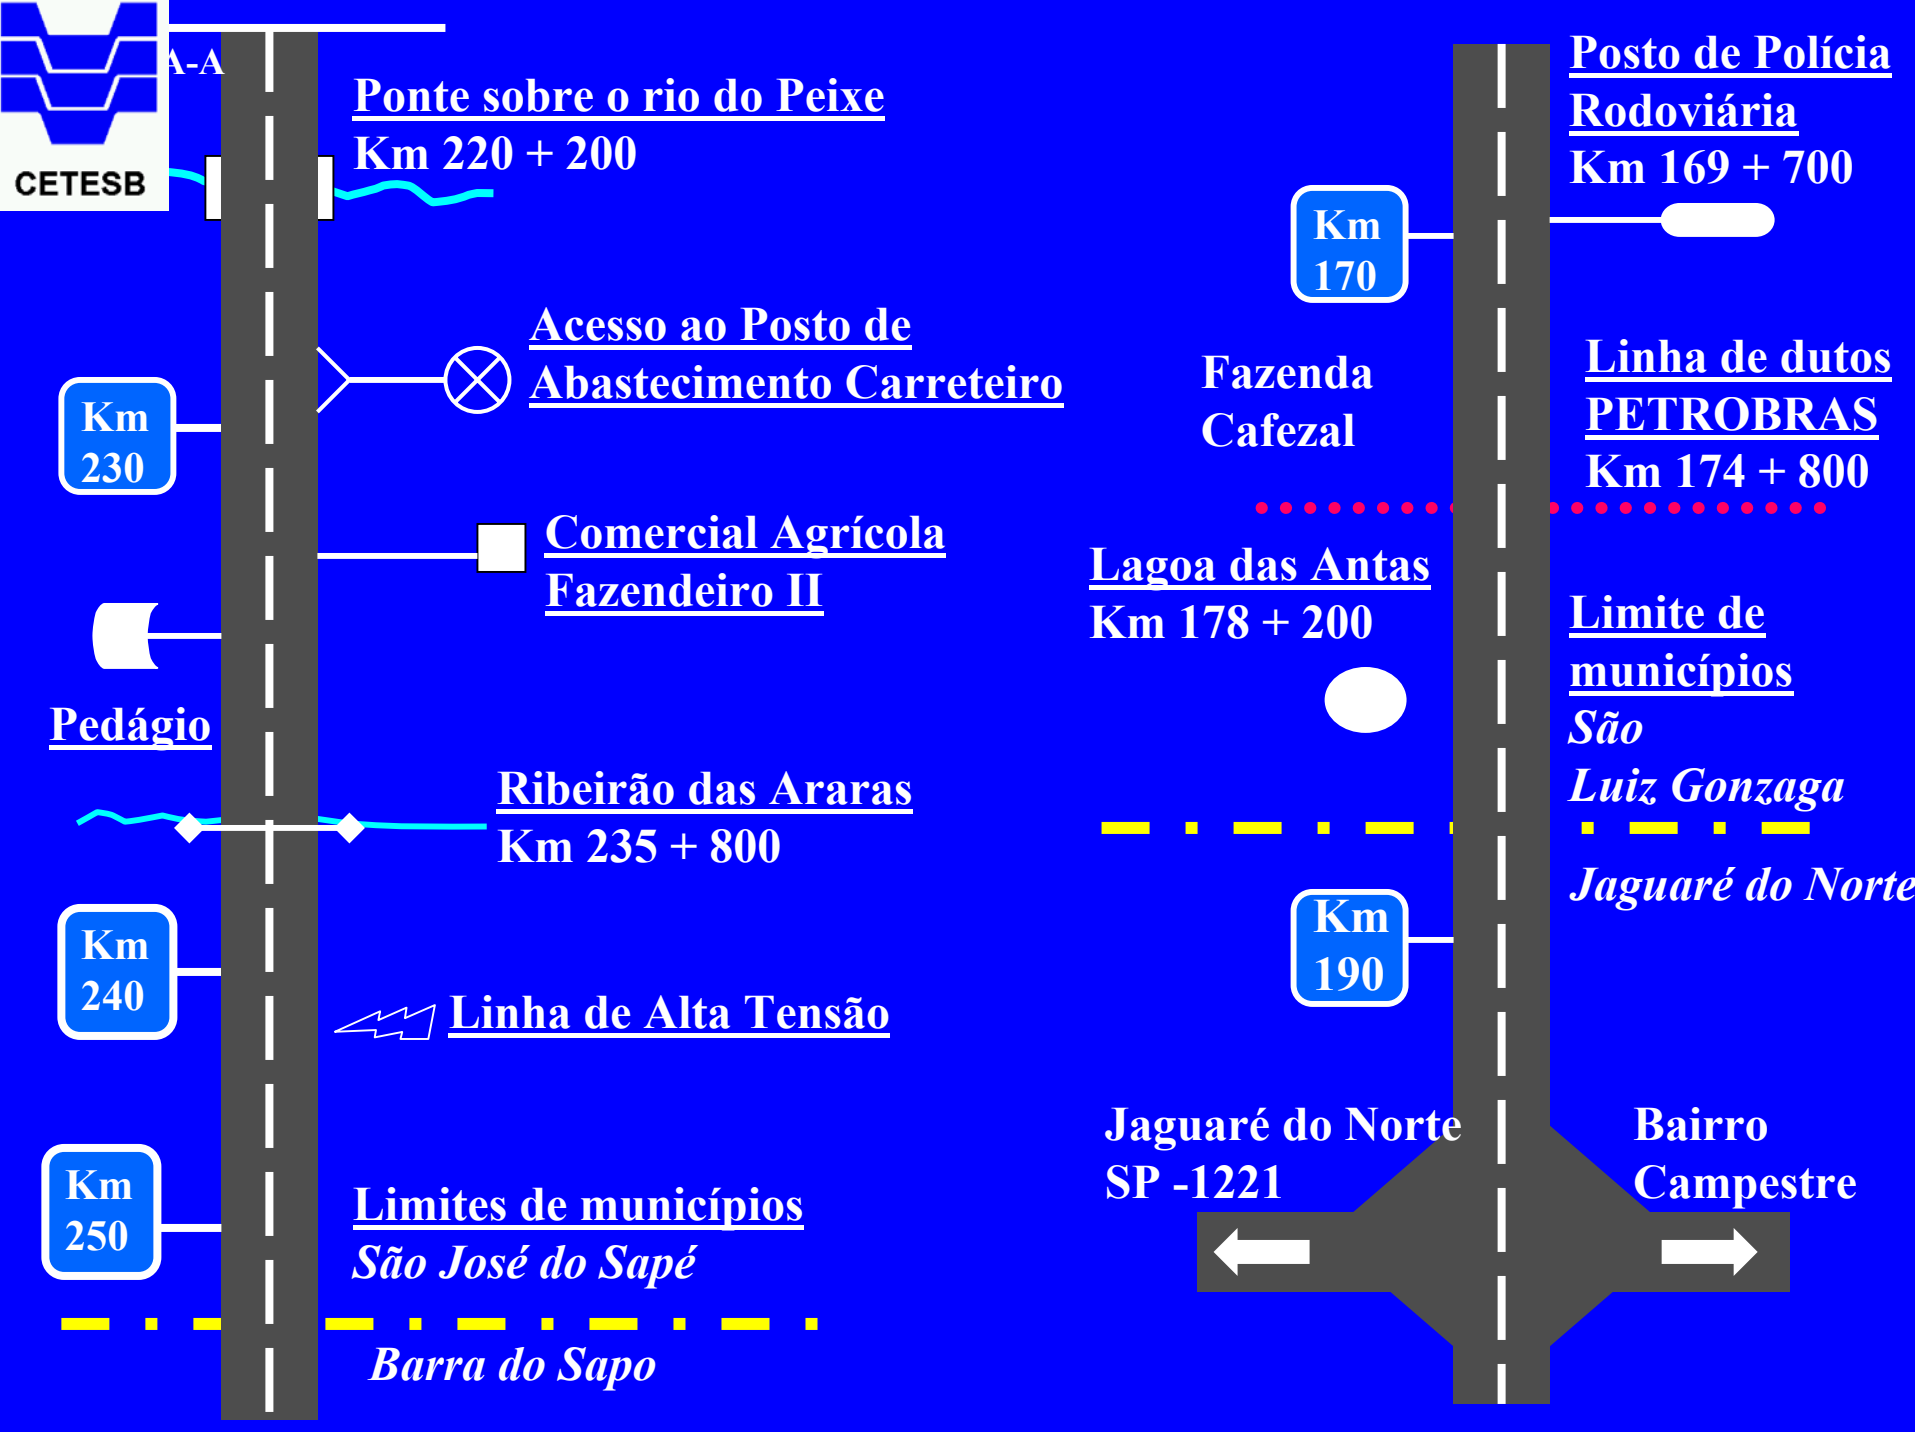 CETESB
A-A
Ponte sobre o rio do Peixe
Km 220 + 200
Acesso ao Posto de
Abastecimento Carreteiro
Km
230
Comercial Agrícola
Fazendeiro II
Pedágio
Ribeirão das Araras
Km 235 + 800
Km
240
Linha de Alta Tensão
Km
250
Limites de municípios
São José do Sapé
Barra do Sapo
Posto de Polícia
Rodoviária
Km 169 + 700
Km
170
Fazenda
Cafezal
Linha de dutos
PETROBRAS
Km 174 + 800
Lagoa das Antas
Km 178 + 200
Limite de
municípios
São
Luiz Gonzaga
Jaguaré do Norte
Km
190
Jaguaré do Norte
SP -1221
Bairro
Campestre